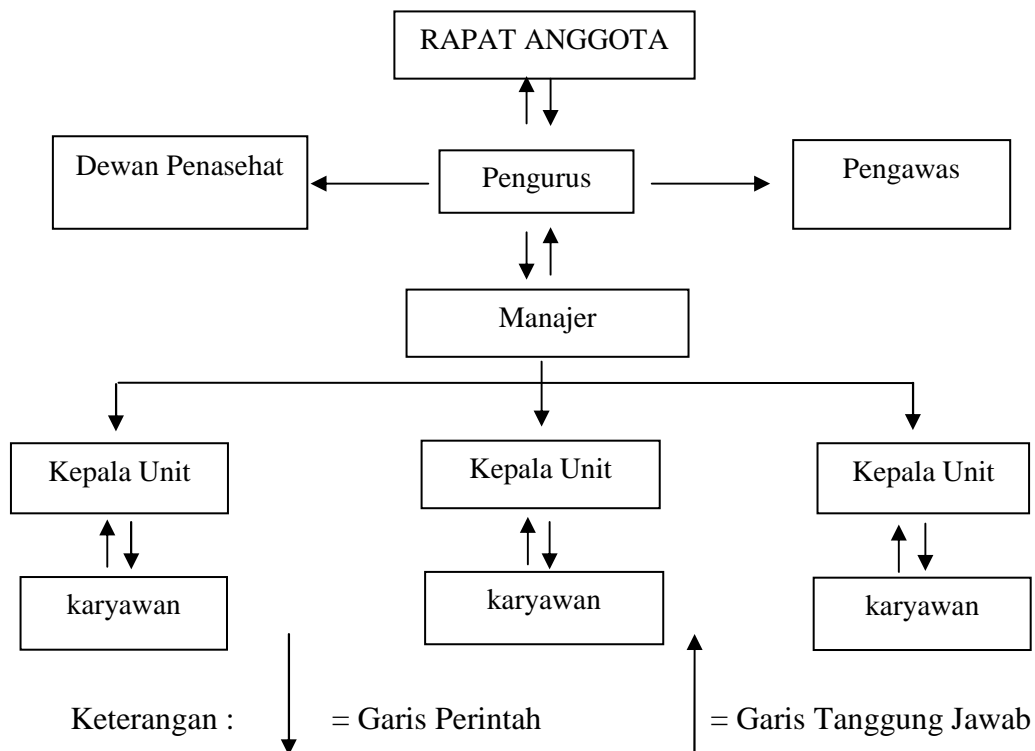 RAPAT ANGGOTA
Dewan Penasehat
Pengurus
Pengawas
Manajer
Kepala Unit
Kepala Unit
Kepala Unit
karyawan
karyawan
karyawan
Keterangan : = Garis Perintah = Garis Tanggung Jawab